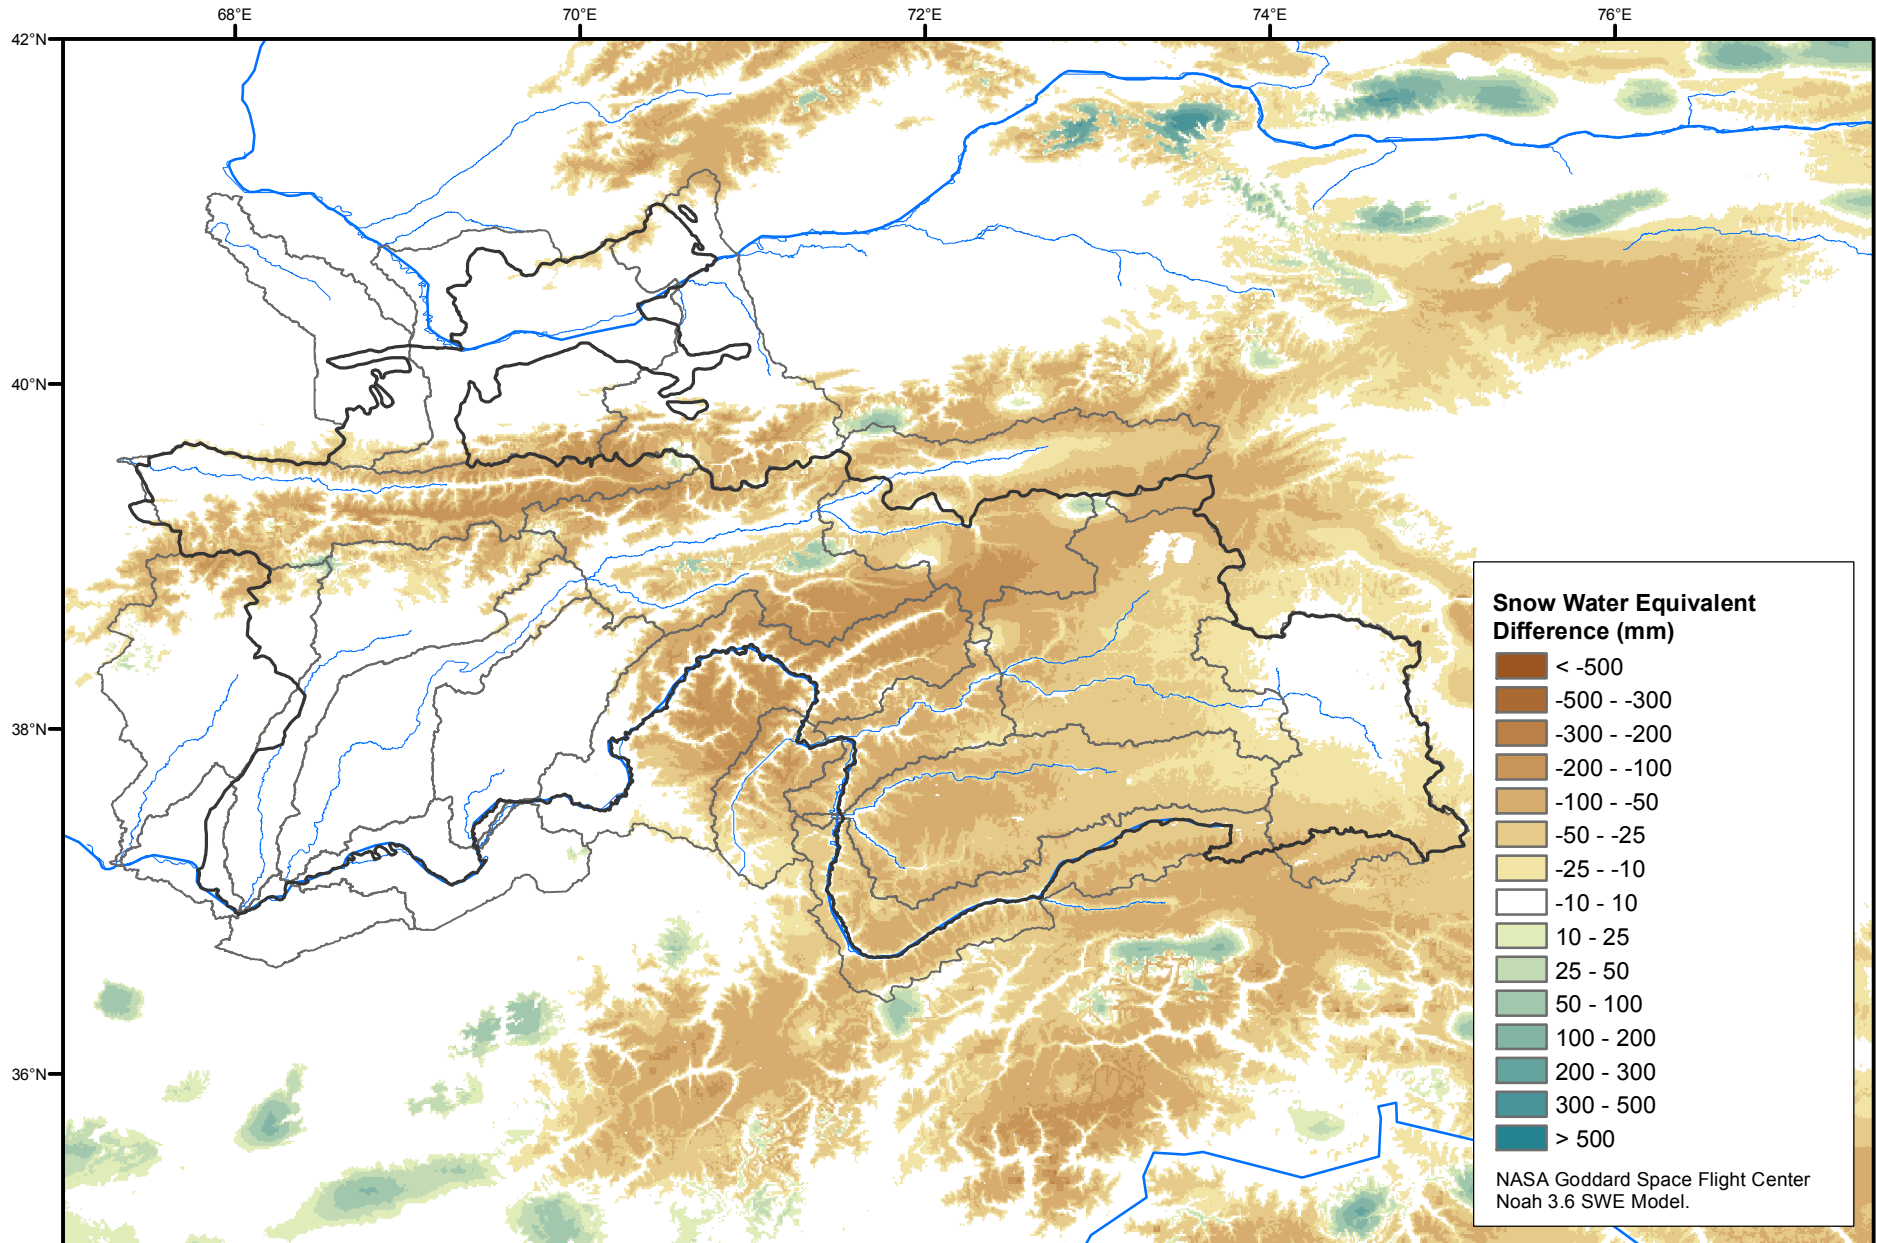 68°E 70°E 72°E 74°E 76°E
42°N
40°N
38°N
36°N
Snow Water Equivalent
Difference (mm)
< -500
-500 - -300
-300 - -200
-200 - -100
-100 - -50
-50 - -25
-25 - -10
-10 - 10
10 - 25
25 - 50
50 - 100
100 - 200
200 - 300
300 - 500
> 500
NASA Goddard Space Flight Center
Noah 3.6 SWE Model.